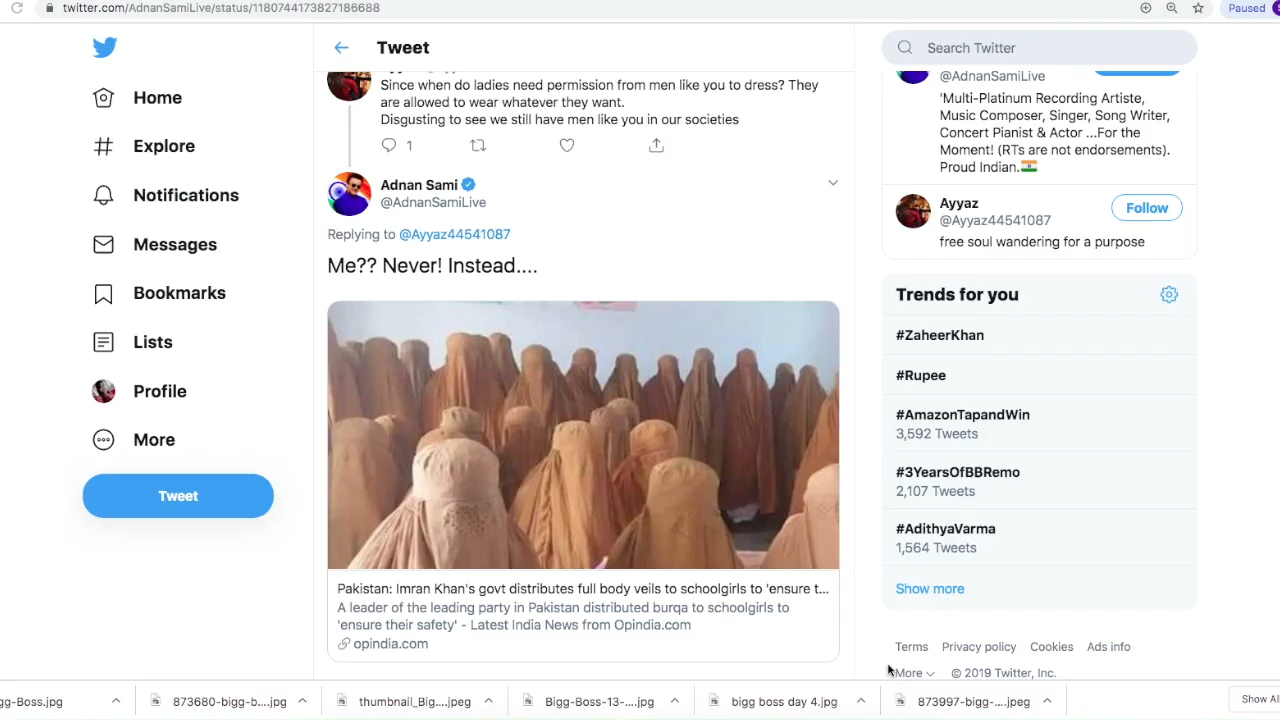 twitter.com/AdnanSamiLive/status/1180744173827186688
Paused
Home
Explore
Notifications
Messages
Bookmarks
Lists
Profile
More
Tweet
Tweet
Since when do ladies need permission from men like you to dress? They
are allowed to wear whatever they want.
Disgusting to see we still have men like you in our societies
1
Adnan Sami
@AdnanSamiLive
Replying to @Ayyaz44541087
Me?? Never! Instead....
Pakistan: Imran Khan's govt distributes full body veils to schoolgirls to 'ensure t...
A leader of the leading party in Pakistan distributed burqa to schoolgirls to
'ensure their safety' - Latest India News from Opindia.com
opindia.com
Search Twitter
@AdnanSamiLive
'Multi-Platinum Recording Artiste,
Music Composer, Singer, Song Writer,
Concert Pianist & Actor ...For the
Moment! (RTs are not endorsements).
Proud Indian.🇮🇳
Ayyaz
@Ayyaz44541087
Follow
free soul wandering for a purpose
Trends for you
#ZaheerKhan
#Rupee
#AmazonTapandWin
3,592 Tweets
#3YearsOfBBRemo
2,107 Tweets
#AdithyaVarma
1,564 Tweets
Show more
Terms Privacy policy Cookies Ads info
More © 2019 Twitter, Inc.
gg-Boss.jpg 873680-bigg-b....jpg thumbnail_Big....jpeg Bigg-Boss-13-....jpg bigg boss day 4.jpg 873997-bigg-....jpeg Show Al